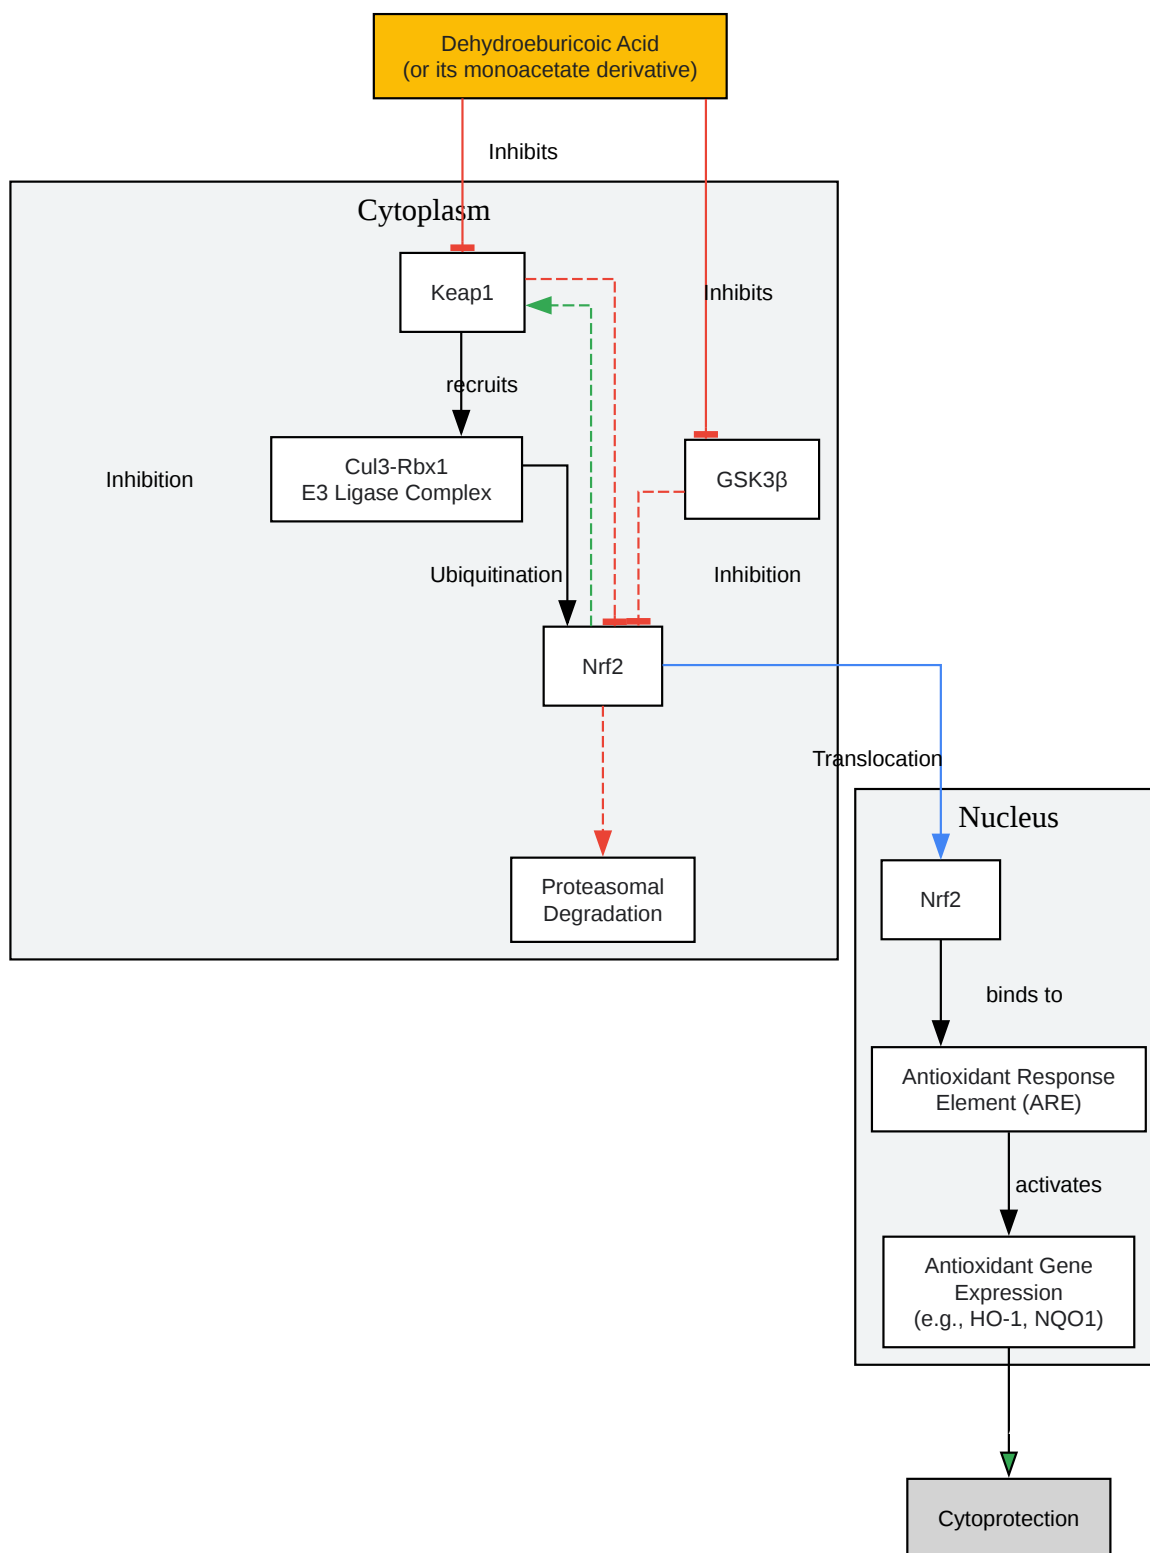 Dehydroeburicoic Acid
(or its monoacetate derivative)
Inhibits
Cytoplasm
Keap1
Inhibits
recruits
Cul3-Rbx1
E3 Ligase Complex
Inhibition
GSK3β
Ubiquitination
Inhibition
Nrf2
Translocation
Proteasomal
Degradation
Nucleus
Nrf2
binds to
Antioxidant Response
Element (ARE)
activates
Antioxidant Gene
Expression
(e.g., HO-1, NQO1)
Cytoprotection